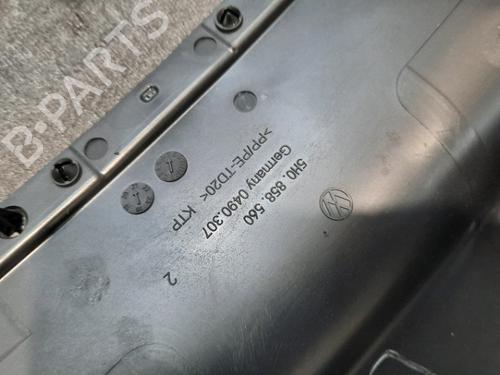 B-PARTS
5H0. 858. 560
Germany 0490.307
>PP/PE-TD20< KTP
2